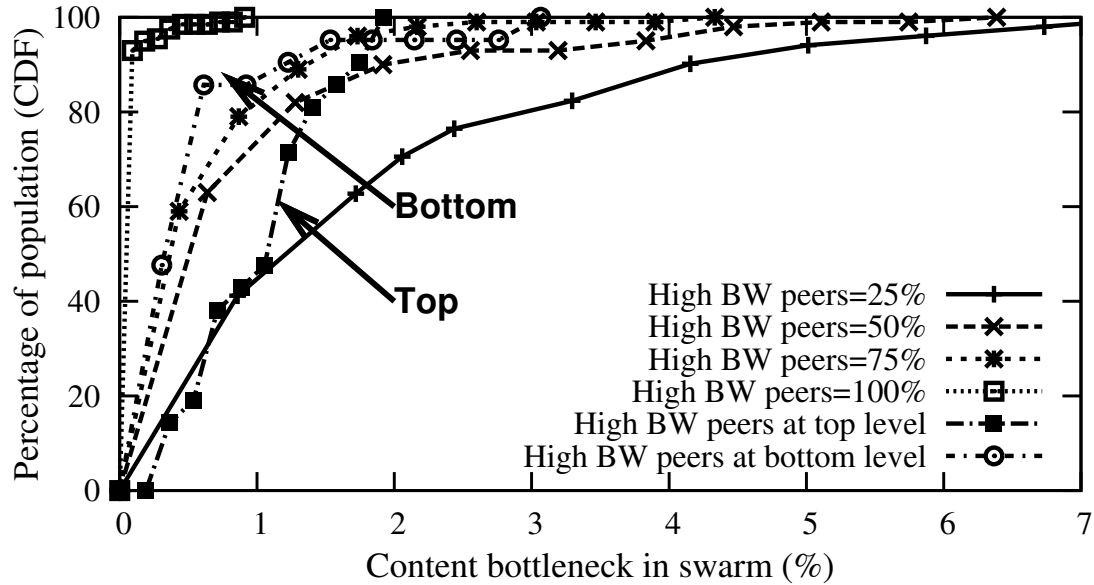 Percentage of population (CDF)
100
80
60
40
20
0
Bottom
Top
High BW peers=25%
High BW peers=50%
High BW peers=75%
High BW peers=100%
High BW peers at top level
High BW peers at bottom level
0 1 2 3 4 5 6 7
Content bottleneck in swarm (%)